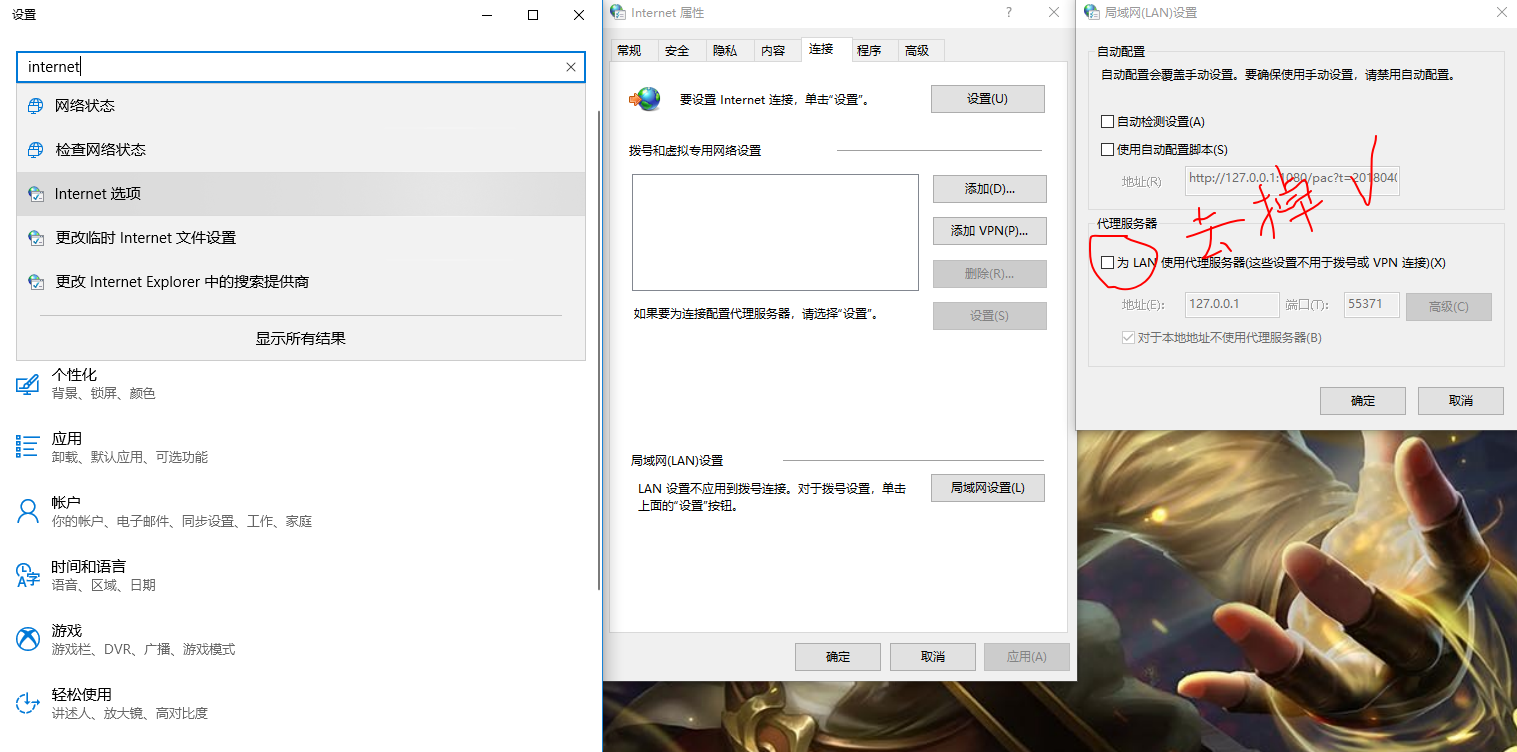 设置
internet
网络状态
检查网络状态
Internet 选项
更改临时 Internet 文件设置
更改 Internet Explorer 中的搜索提供商
显示所有结果
个性化
背景、锁屏、颜色
应用
卸载、默认应用、可选功能
帐户
你的帐户、电子邮件、同步设置、工作、家庭
时间和语言
语音、区域、日期
游戏
游戏栏、DVR、广播、游戏模式
轻松使用
讲述人、放大镜、高对比度
Internet 属性
常规 安全 隐私 内容 连接 程序 高级
要设置 Internet 连接，单击“设置”。
设置(U)
拨号和虚拟专用网络设置
添加(D)...
添加 VPN(P)...
删除(R)...
如果要为连接配置代理服务器，请选择“设置”。
设置(S)
局域网(LAN)设置
LAN 设置不应用到拨号连接。对于拨号设置，单击
上面的“设置”按钮。
局域网设置(L)
确定 取消 应用(A)
局域网(LAN)设置
自动配置
自动配置会覆盖手动设置。要确保使用手动设置，请禁用自动配置。
自动检测设置(A)
使用自动配置脚本(S)
地址(R) http://127.0.0.1:1080/pac?t=2018040
去掉√
代理服务器
为 LAN 使用代理服务器(这些设置不用于拨号或 VPN 连接)(X)
地址(E): 127.0.0.1 端口(T): 55371 高级(C)
对于本地地址不使用代理服务器(B)
确定 取消